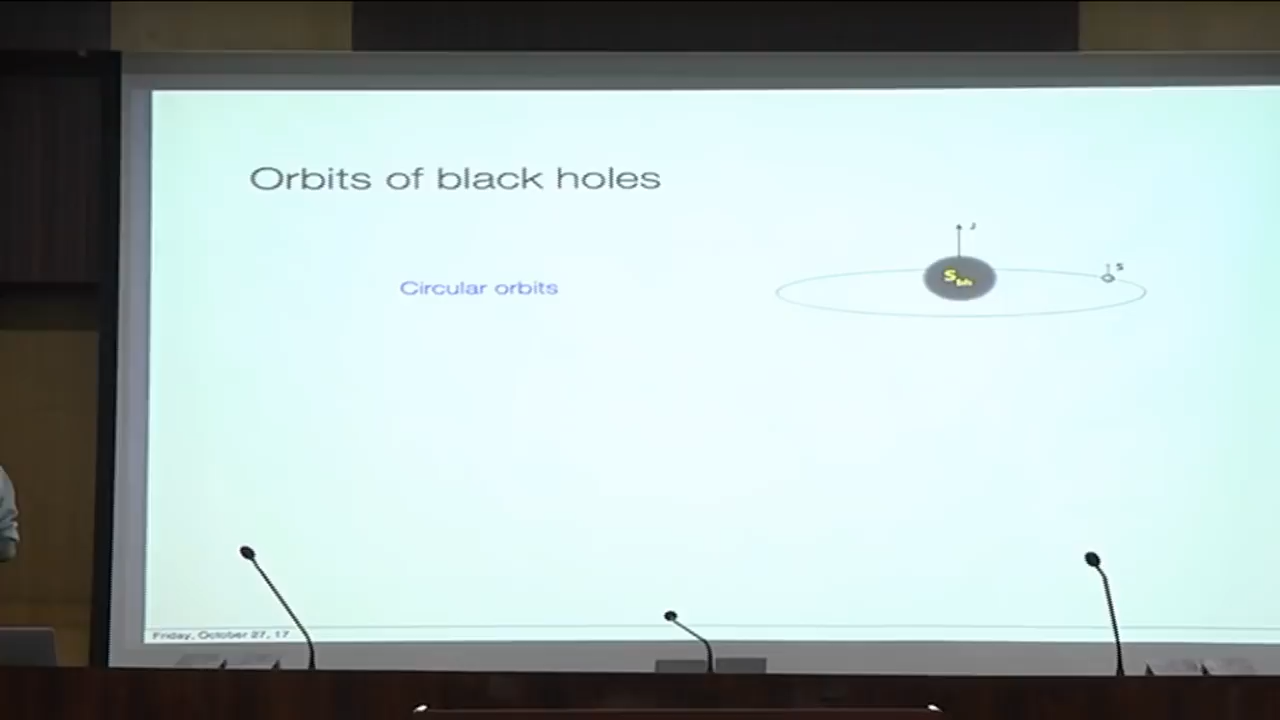 Orbits of black holes
J
S
S_bh
Circular orbits
Friday, October 27, 17